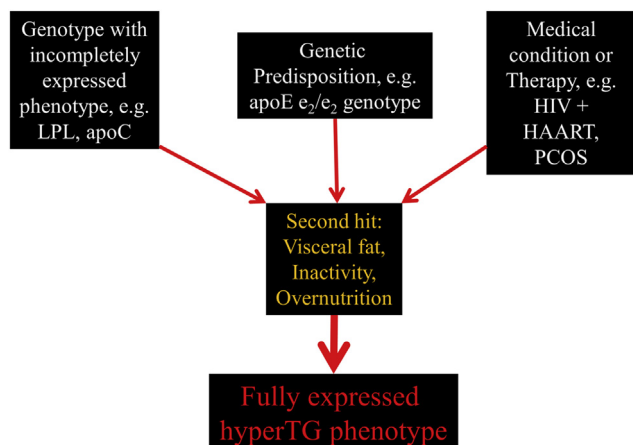 Genotype with
incompletely
expressed
phenotype, e.g.
LPL, apoC
Genetic
Predisposition, e.g.
apoE e₂/e₂ genotype
Medical
condition or
Therapy, e.g.
HIV +
HAART,
PCOS
Second hit:
Visceral fat,
Inactivity,
Overnutrition
Fully expressed
hyperTG phenotype